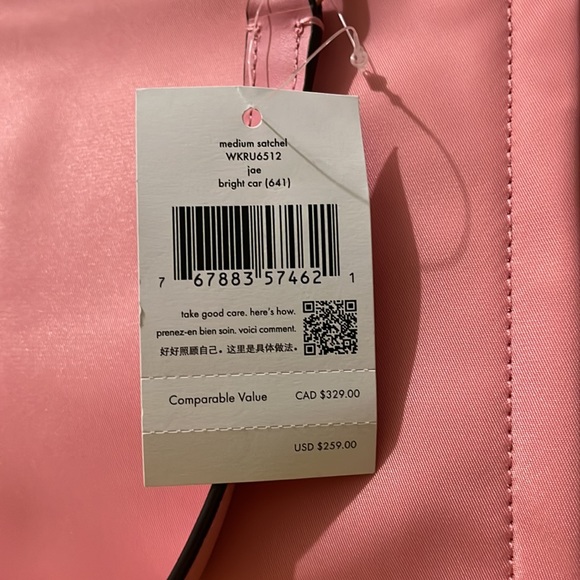 medium satchel
WKRU6512
jae
bright car (641)
7 67883 57462 1
take good care. here's how.
prenez-en bien soin. voici comment.
好好照顾自己。这里是具体做法。
Comparable Value CAD $329.00
USD $259.00